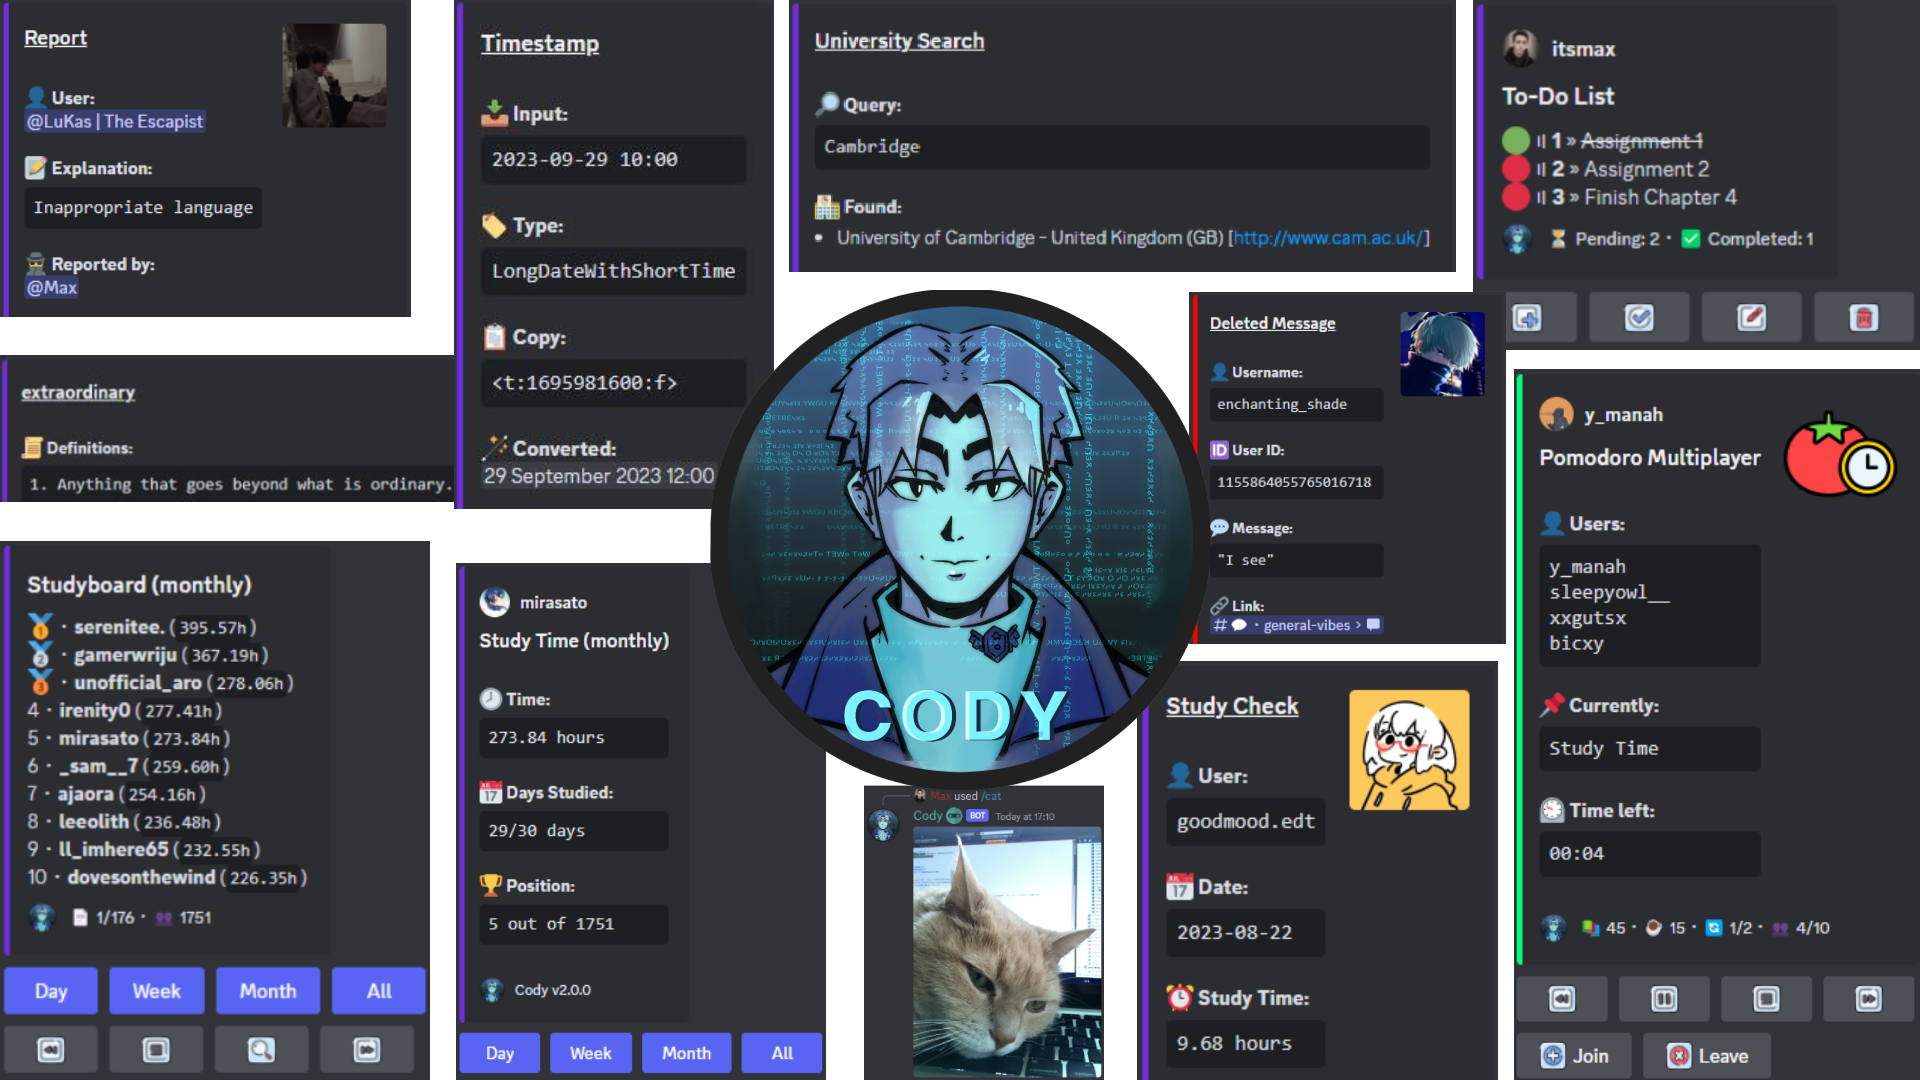 Report
User:
@LuKas | The Escapist
Explanation:
Inappropriate language
Reported by:
@Max
extraordinary
Definitions:
1. Anything that goes beyond what is ordinary.
Studyboard (monthly)
1 · serenitee. (395.57h)
2 · gamerwriju (367.19h)
3 · unofficial_aro (278.06h)
4 · irenity0 (277.41h)
5 · mirasato (273.84h)
6 · _sam__7 (259.60h)
7 · ajaora (254.16h)
8 · leeolith (236.48h)
9 · ll_imhere65 (232.55h)
10 · dovesonthewind (226.35h)
1/176 · 1751
Day Week Month All
Timestamp
Input:
2023-09-29 10:00
Type:
LongDateWithShortTime
Copy:
<t:1695981600:f>
Converted:
29 September 2023 12:00
mirasato
Study Time (monthly)
Time:
273.84 hours
JUL 17 Days Studied:
29/30 days
Position:
5 out of 1751
Cody v2.0.0
Day Week Month All
University Search
Query:
Cambridge
Found:
• University of Cambridge - United Kingdom (GB) [http://www.cam.ac.uk/]
CODY
Max used /cat
Cody BOT Today at 17:10
Deleted Message
Username:
enchanting_shade
ID User ID:
1155864055765016718
Message:
"I see"
Link:
# · general-vibes ›
Study Check
User:
goodmood.edt
JUL 17 Date:
2023-08-22
Study Time:
9.68 hours
itsmax
To-Do List
1 » Assignment 1
2 » Assignment 2
3 » Finish Chapter 4
Pending: 2 · Completed: 1
y_manah
Pomodoro Multiplayer
Users:
y_manah
sleepyowl__
xxgutsx
bicxy
Currently:
Study Time
Time left:
00:04
45 · 15 · 1/2 · 4/10
Join Leave